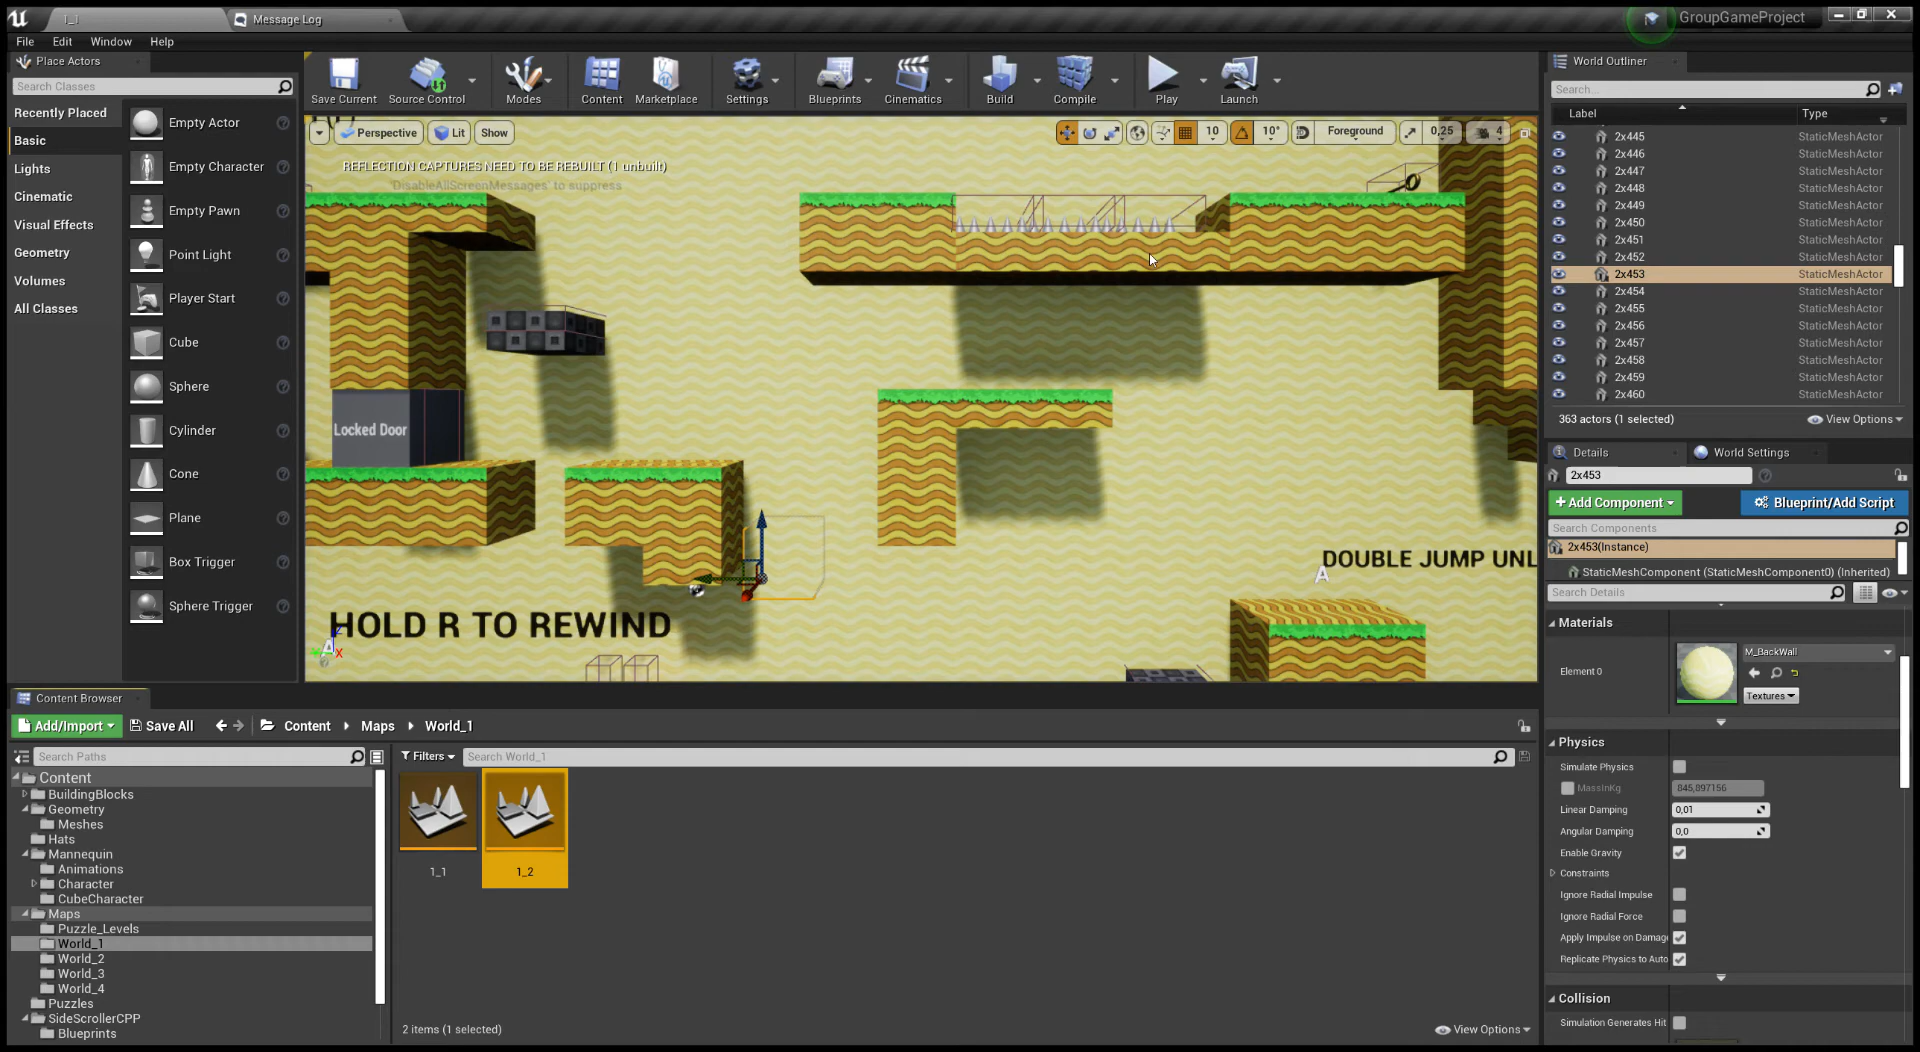 1_1
Message Log
GroupGameProject
File Edit Window Help
Place Actors
Search Classes
Recently Placed
Basic
Lights
Cinematic
Visual Effects
Geometry
Volumes
All Classes
Empty Actor
Empty Character
Empty Pawn
Point Light
Player Start
Cube
Sphere
Cylinder
Cone
Plane
Box Trigger
Sphere Trigger
Save Current
Source Control
Modes
Content
Marketplace
Settings
Blueprints
Cinematics
Build
Compile
Play
Launch
Perspective
Lit
Show
10
10°
Foreground
0,25
4
REFLECTION CAPTURES NEED TO BE REBUILT (1 unbuilt)
'DisableAllScreenMessages' to suppress
Locked Door
HOLD R TO REWIND
DOUBLE JUMP UNL
World Outliner
Search...
Label Type
2x445 StaticMeshActor
2x446 StaticMeshActor
2x447 StaticMeshActor
2x448 StaticMeshActor
2x449 StaticMeshActor
2x450 StaticMeshActor
2x451 StaticMeshActor
2x452 StaticMeshActor
2x453 StaticMeshActor
2x454 StaticMeshActor
2x455 StaticMeshActor
2x456 StaticMeshActor
2x457 StaticMeshActor
2x458 StaticMeshActor
2x459 StaticMeshActor
2x460 StaticMeshActor
363 actors (1 selected)
View Options
Details
World Settings
2x453
+ Add Component
Blueprint/Add Script
Search Components
2x453(Instance)
StaticMeshComponent (StaticMeshComponent0) (Inherited)
Search Details
Materials
Element 0
M_BackWall
Textures
Physics
Simulate Physics
MassInKg 845,897156
Linear Damping 0,01
Angular Damping 0,0
Enable Gravity
Constraints
Ignore Radial Impulse
Ignore Radial Force
Apply Impulse on Damag
Replicate Physics to Auto
Collision
Simulation Generates Hit
Content Browser
Add/Import
Save All
Content
Maps
World_1
Search Paths
Filters
Search World_1
Content
BuildingBlocks
Geometry
Meshes
Hats
Mannequin
Animations
Character
CubeCharacter
Maps
Puzzle_Levels
World_1
World_2
World_3
World_4
Puzzles
SideScrollerCPP
Blueprints
1_1
1_2
2 items (1 selected)
View Options